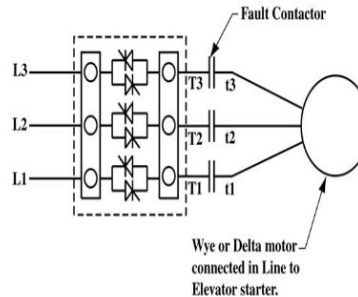 Fault Contactor
L3
T3
t3
L2
T2
t2
L1
T1
t1
Wye or Delta motor
connected in Line to
Elevator starter.